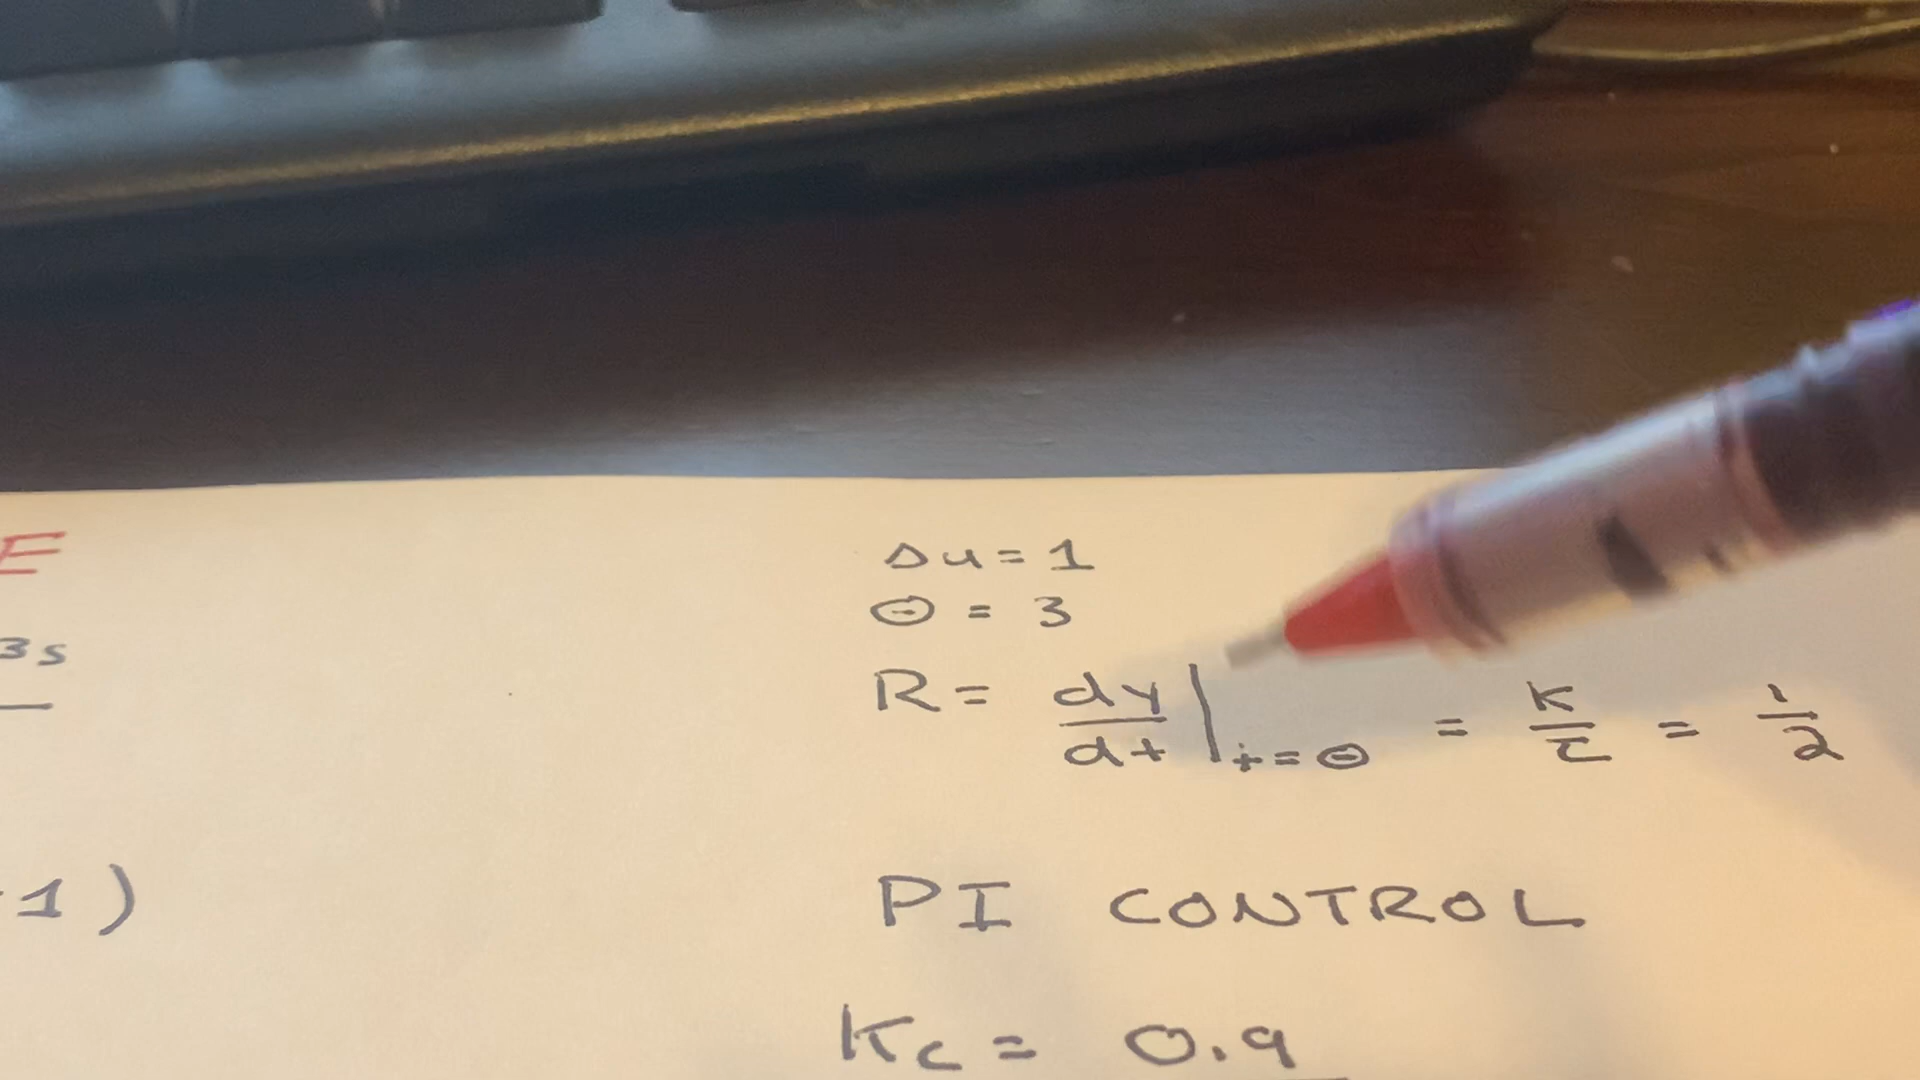 E
Δu = 1
Θ = 3
3s
R = dy/dt |t=Θ = K/τ = 1/2
1)
PI CONTROL
Kc = 0.9